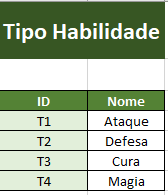 Tipo Habilidade
ID Nome
T1 Ataque
T2 Defesa
T3 Cura
T4 Magia